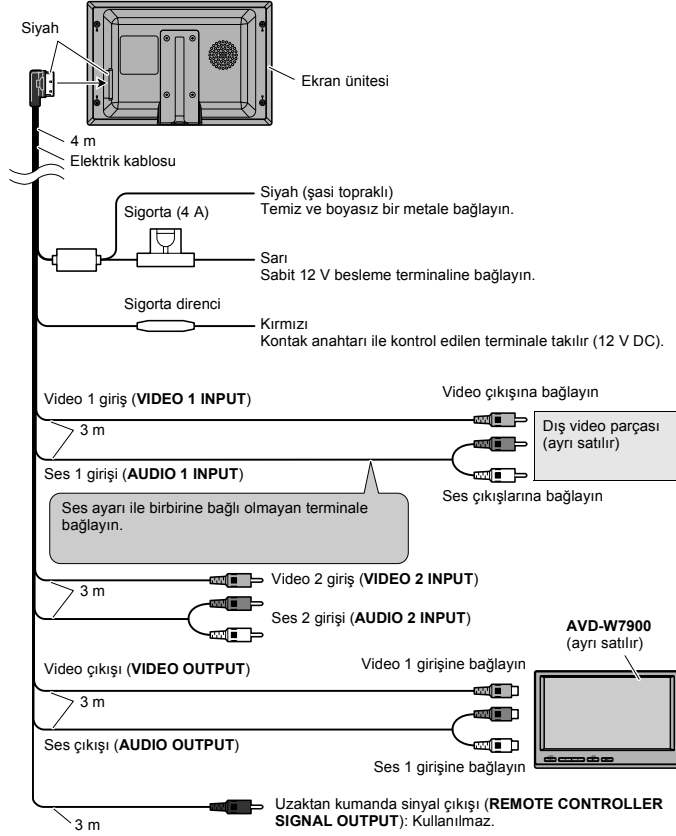 Siyah
Ekran ünitesi
4 m
Elektrik kablosu
Siyah (şasi topraklı)
Temiz ve boyasız bir metale bağlayın.
Sigorta (4 A)
Sarı
Sabit 12 V besleme terminaline bağlayın.
Sigorta direnci
Kırmızı
Kontak anahtarı ile kontrol edilen terminale takılır (12 V DC).
Video 1 giriş (VIDEO 1 INPUT)
Video çıkışına bağlayın
3 m
Dış video parçası
(ayrı satılır)
Ses 1 girişi (AUDIO 1 INPUT)
Ses çıkışlarına bağlayın
Ses ayarı ile birbirine bağlı olmayan terminale
bağlayın.
Video 2 giriş (VIDEO 2 INPUT)
3 m
Ses 2 girişi (AUDIO 2 INPUT)
AVD-W7900
(ayrı satılır)
Video çıkışı (VIDEO OUTPUT)
Video 1 girişine bağlayın
3 m
Ses çıkışı (AUDIO OUTPUT)
Ses 1 girişine bağlayın
Uzaktan kumanda sinyal çıkışı (REMOTE CONTROLLER
SIGNAL OUTPUT): Kullanılmaz.
3 m